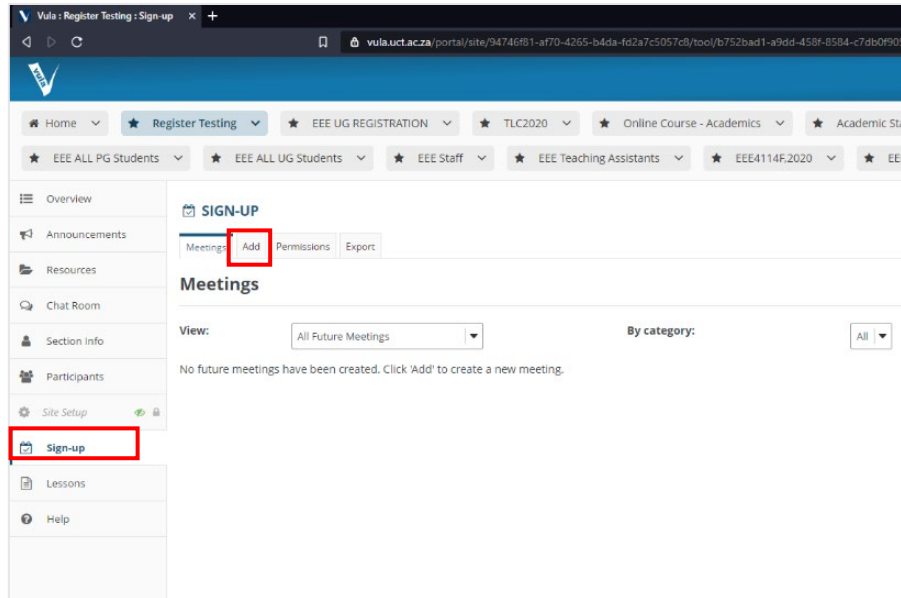 Vula : Register Testing : Sign-up
vula.uct.ac.za/portal/site/94746f81-af70-4265-b4da-fd2a7c5057c8/tool/b752bad1-a9dd-458f-8584-c7db0f905
vula
Home Register Testing EEE UG REGISTRATION TLC2020 Online Course - Academics Academic Sta
EEE ALL PG Students EEE ALL UG Students EEE Staff EEE Teaching Assistants EEE4114F,2020 EE
Overview
Announcements
Resources
Chat Room
Section Info
Participants
Site Setup
Sign-up
Lessons
Help
SIGN-UP
Meetings Add Permissions Export
Meetings
View: All Future Meetings By category: All
No future meetings have been created. Click 'Add' to create a new meeting.